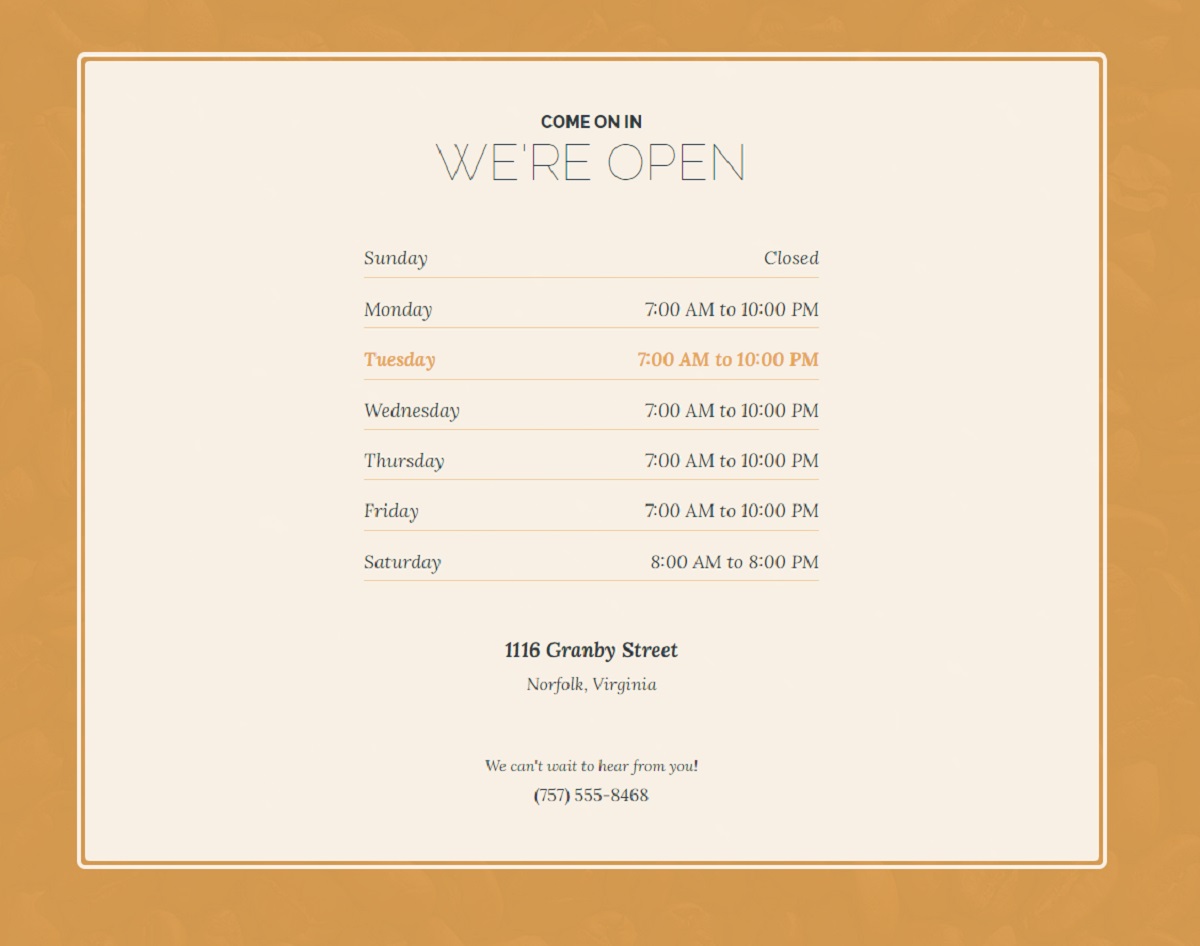 COME ON IN
WE'RE OPEN
Sunday Closed
Monday 7:00 AM to 10:00 PM
Tuesday 7:00 AM to 10:00 PM
Wednesday 7:00 AM to 10:00 PM
Thursday 7:00 AM to 10:00 PM
Friday 7:00 AM to 10:00 PM
Saturday 8:00 AM to 8:00 PM
1116 Granby Street
Norfolk, Virginia
We can't wait to hear from you!
(757) 555-8468